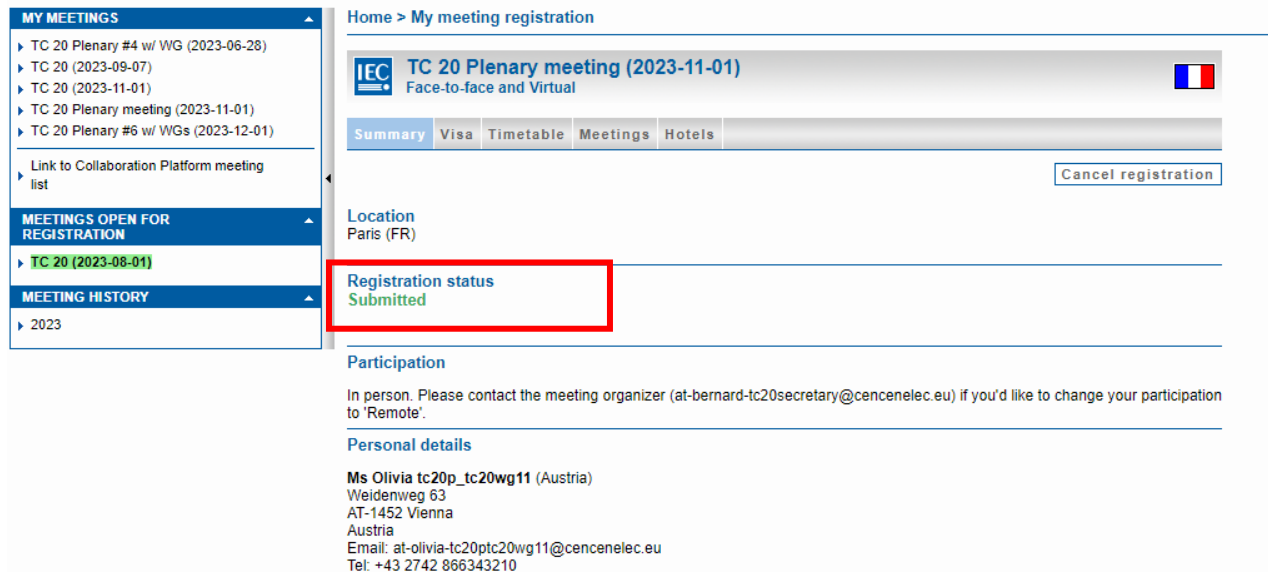 MY MEETINGS
TC 20 Plenary #4 w/ WG (2023-06-28)
TC 20 (2023-09-07)
TC 20 (2023-11-01)
TC 20 Plenary meeting (2023-11-01)
TC 20 Plenary #6 w/ WGs (2023-12-01)
Link to Collaboration Platform meeting
list
MEETINGS OPEN FOR
REGISTRATION
TC 20 (2023-08-01)
MEETING HISTORY
2023
Home > My meeting registration
IEC
TC 20 Plenary meeting (2023-11-01)
Face-to-face and Virtual
Summary Visa Timetable Meetings Hotels
Cancel registration
Location
Paris (FR)
Registration status
Submitted
Participation
In person. Please contact the meeting organizer (at-bernard-tc20secretary@cencenelec.eu) if you'd like to change your participation
to 'Remote'.
Personal details
Ms Olivia tc20p_tc20wg11 (Austria)
Weidenweg 63
AT-1452 Vienna
Austria
Email: at-olivia-tc20ptc20wg11@cencenelec.eu
Tel: +43 2742 866343210